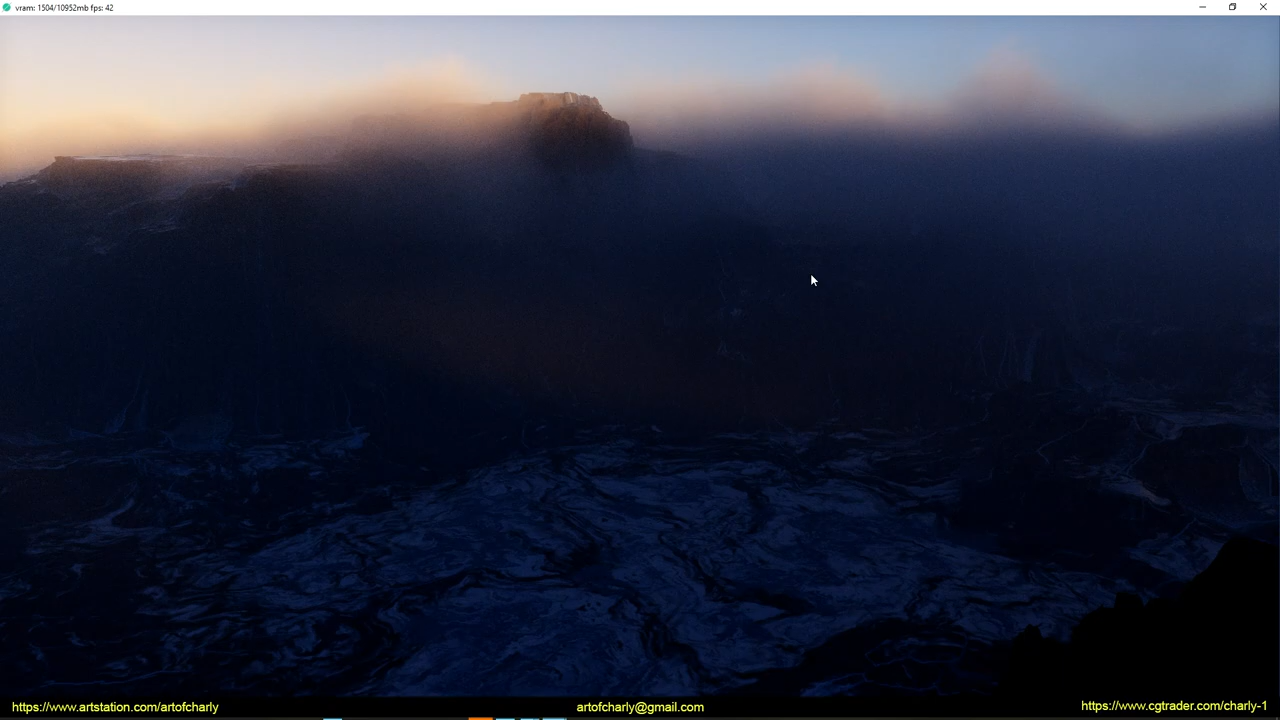 vram: 1504/10952mb fps: 42
https://www.artstation.com/artofcharly
artofcharly@gmail.com
https://www.cgtrader.com/charly-1